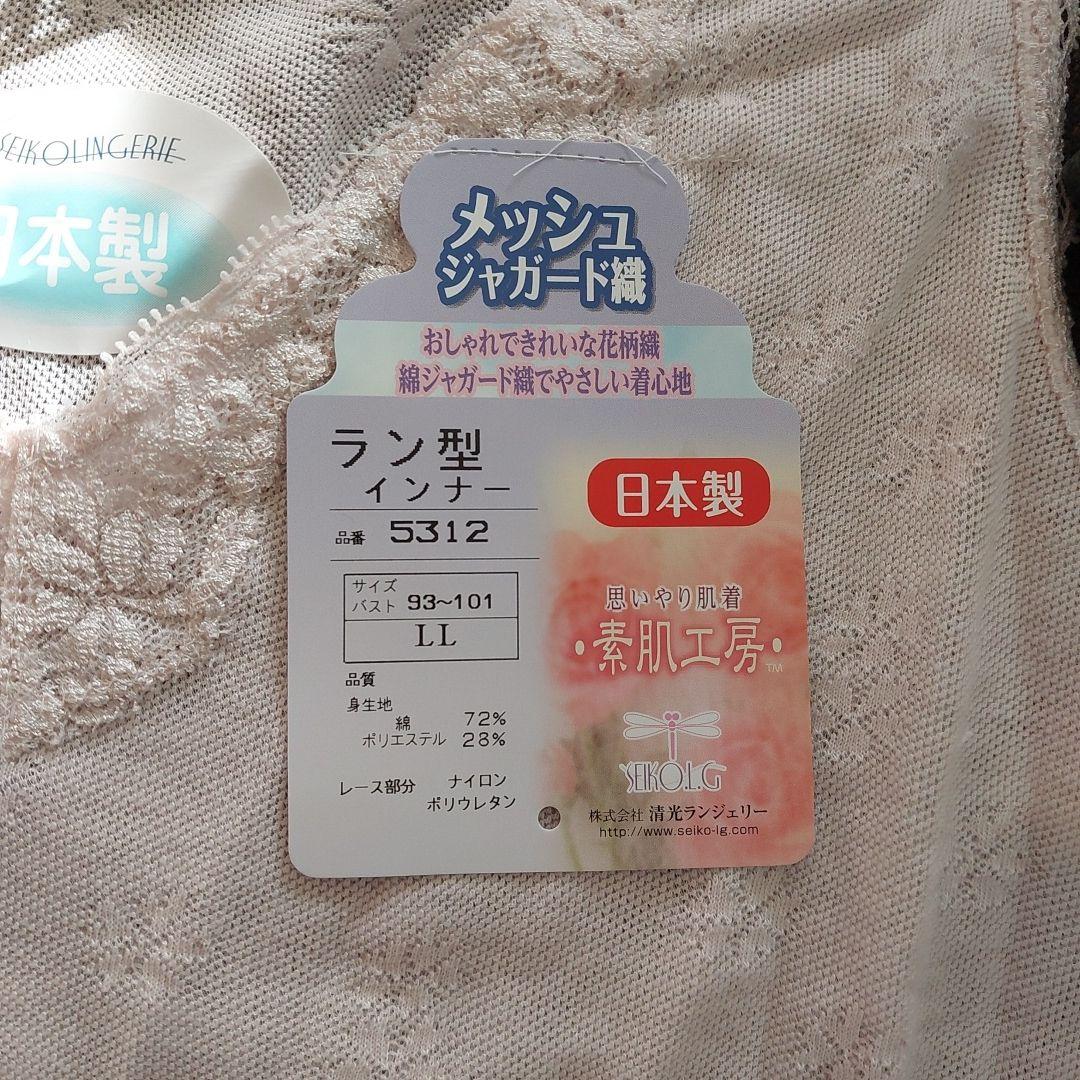 SEIKOLINGERIE
日本製
メッシュ
ジャガード織
おしゃれできれいな花柄織
綿ジャガード織でやさしい着心地
ラン型
インナー
品番 5312
サイズ
バスト 93~101
LL
品質
身生地
綿 72%
ポリエステル 28%
レース部分 ナイロン
ポリウレタン
日本製
思いやり肌着
・素肌工房・TM
SEIKO.L.G
株式会社 清光ランジェリー
http://www.seiko-lg.com